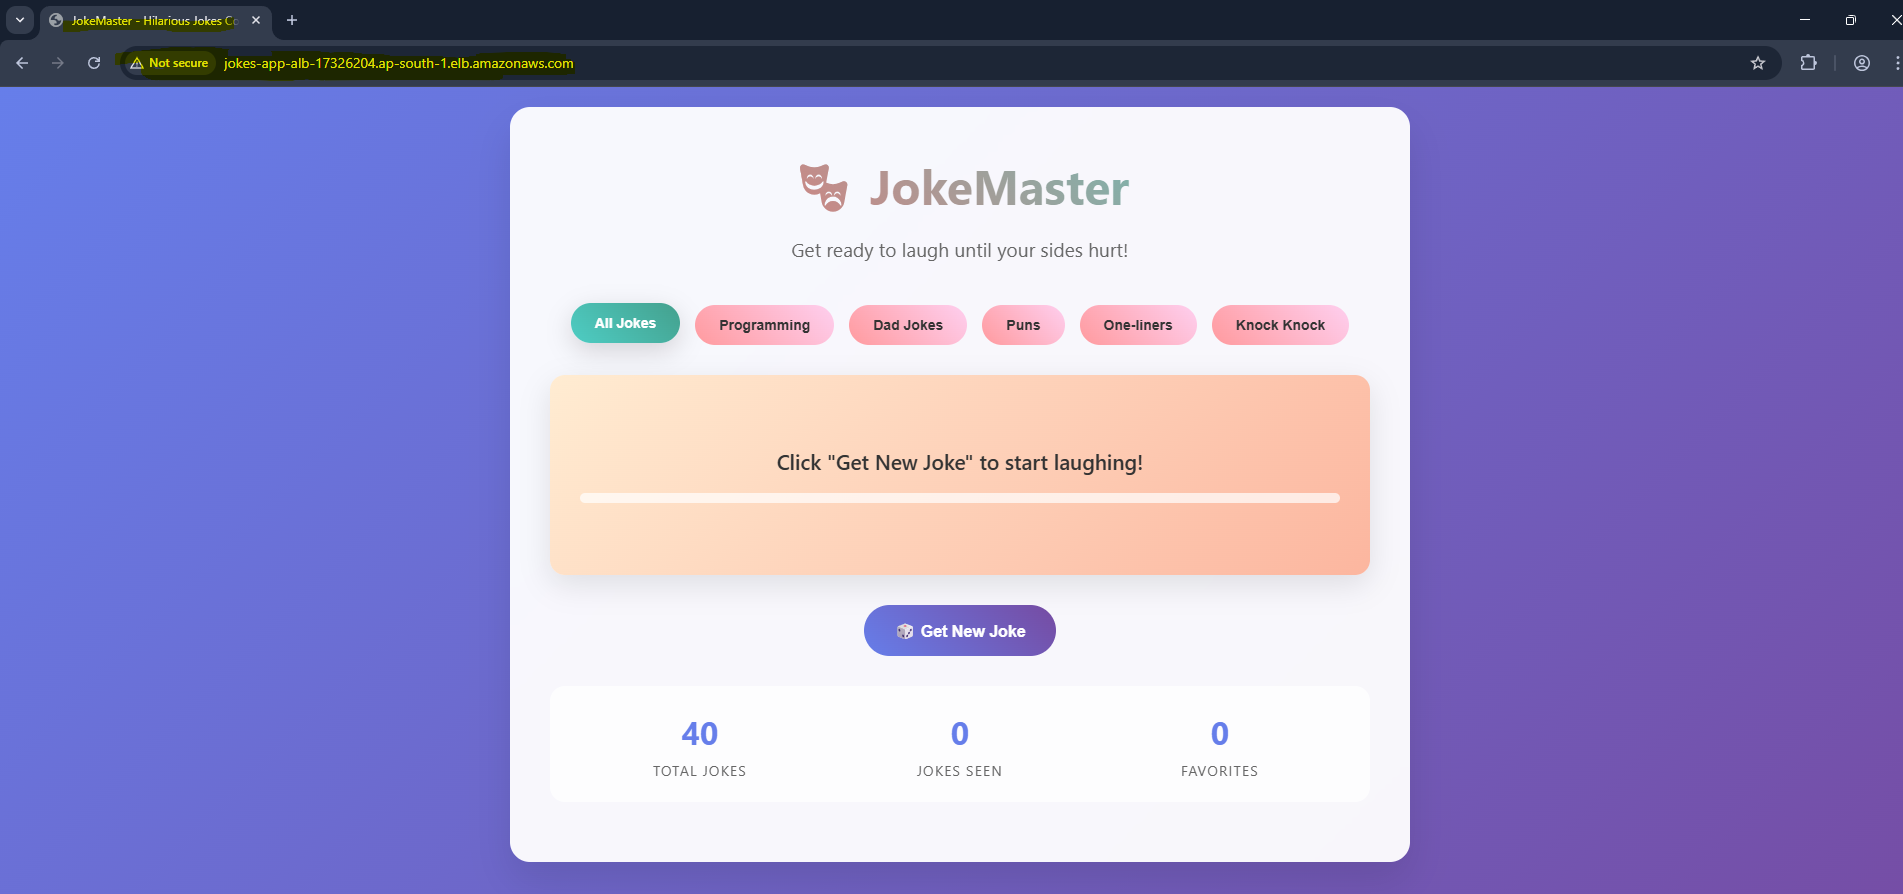 JokeMaster - Hilarious Jokes Co
Not secure jokes-app-alb-17326204.ap-south-1.elb.amazonaws.com
JokeMaster
Get ready to laugh until your sides hurt!
All Jokes Programming Dad Jokes Puns One-liners Knock Knock
Click "Get New Joke" to start laughing!
Get New Joke
40 0 0
TOTAL JOKES JOKES SEEN FAVORITES